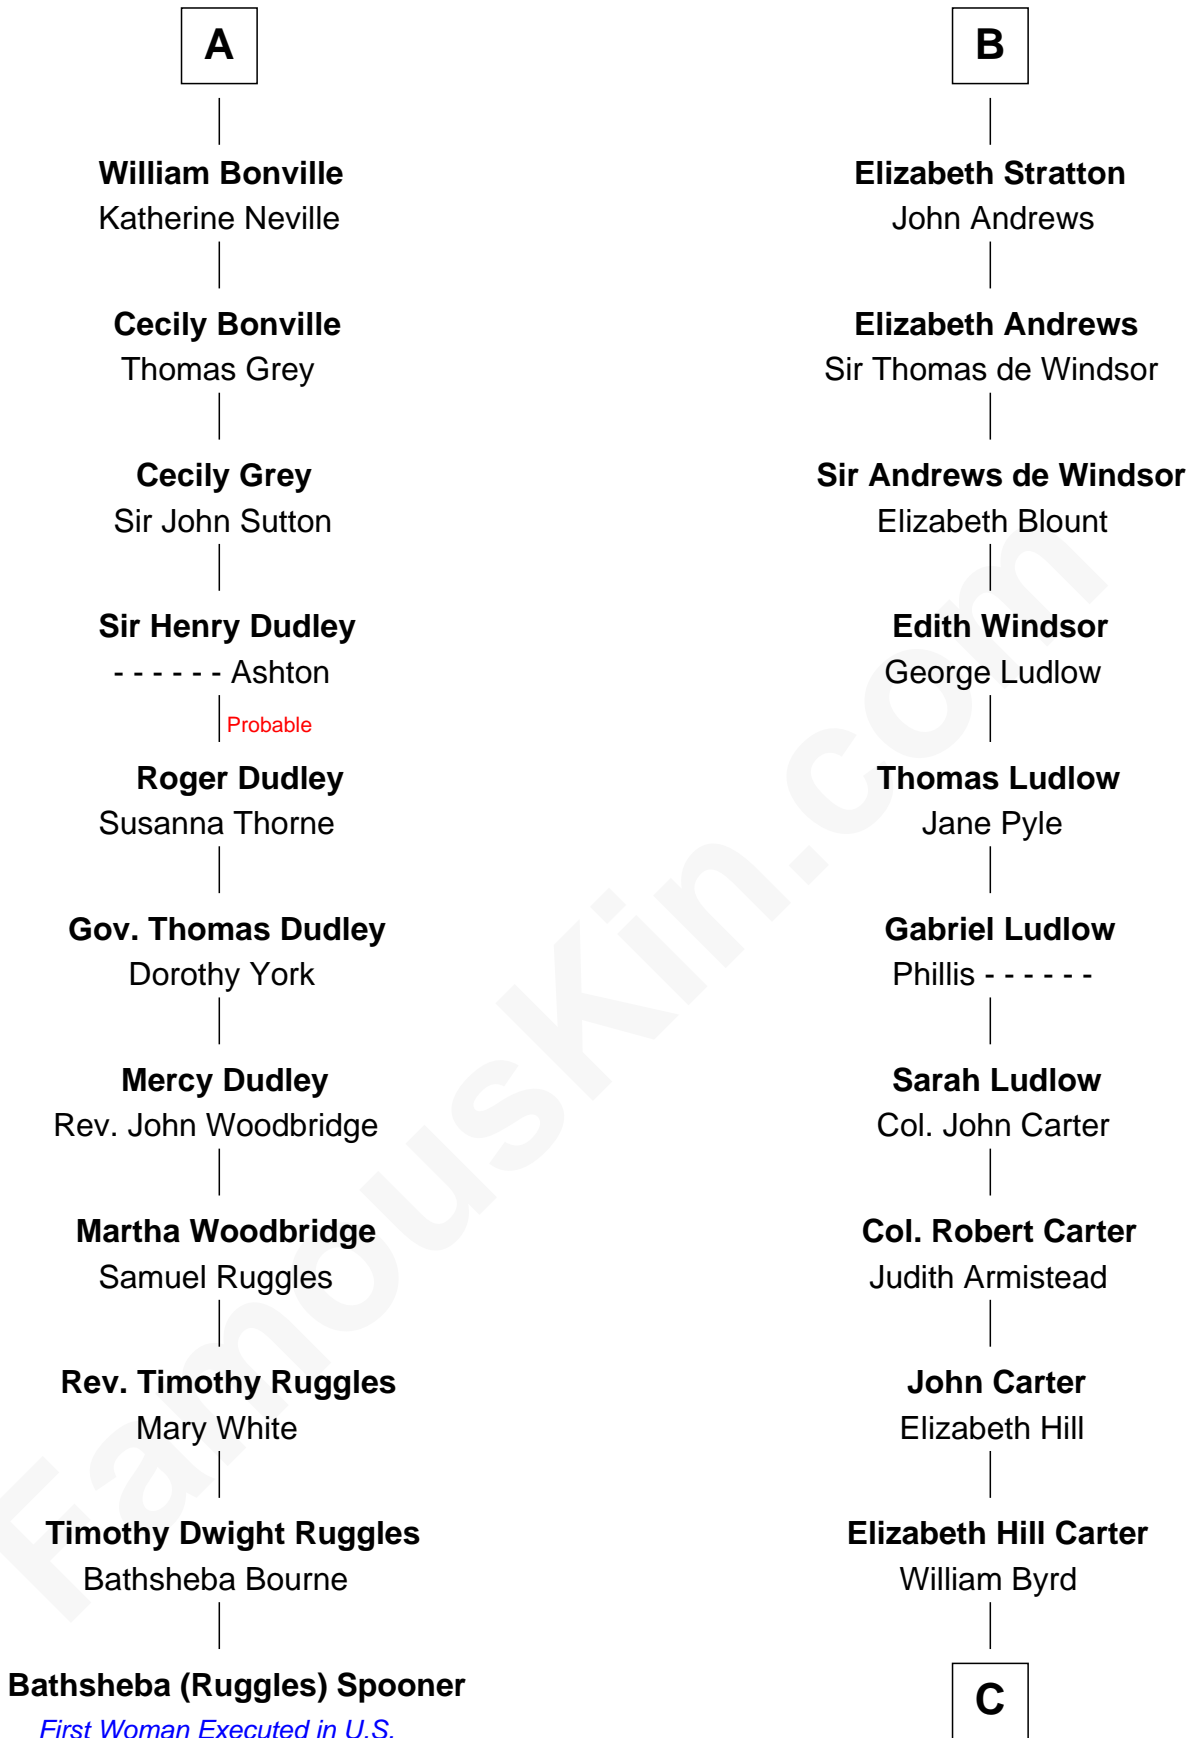 A
William Bonville
Katherine Neville
Cecily Bonville
Thomas Grey
Cecily Grey
Sir John Sutton
Sir Henry Dudley
- - - - - - Ashton
Probable
Roger Dudley
Susanna Thorne
Gov. Thomas Dudley
Dorothy York
Mercy Dudley
Rev. John Woodbridge
Martha Woodbridge
Samuel Ruggles
Rev. Timothy Ruggles
Mary White
Timothy Dwight Ruggles
Bathsheba Bourne
Bathsheba (Ruggles) Spooner
First Woman Executed in U.S.
B
Elizabeth Stratton
John Andrews
Elizabeth Andrews
Sir Thomas de Windsor
Sir Andrews de Windsor
Elizabeth Blount
Edith Windsor
George Ludlow
Thomas Ludlow
Jane Pyle
Gabriel Ludlow
Phillis - - - - - -
Sarah Ludlow
Col. John Carter
Col. Robert Carter
Judith Armistead
John Carter
Elizabeth Hill
Elizabeth Hill Carter
William Byrd
C
FamousKin.com